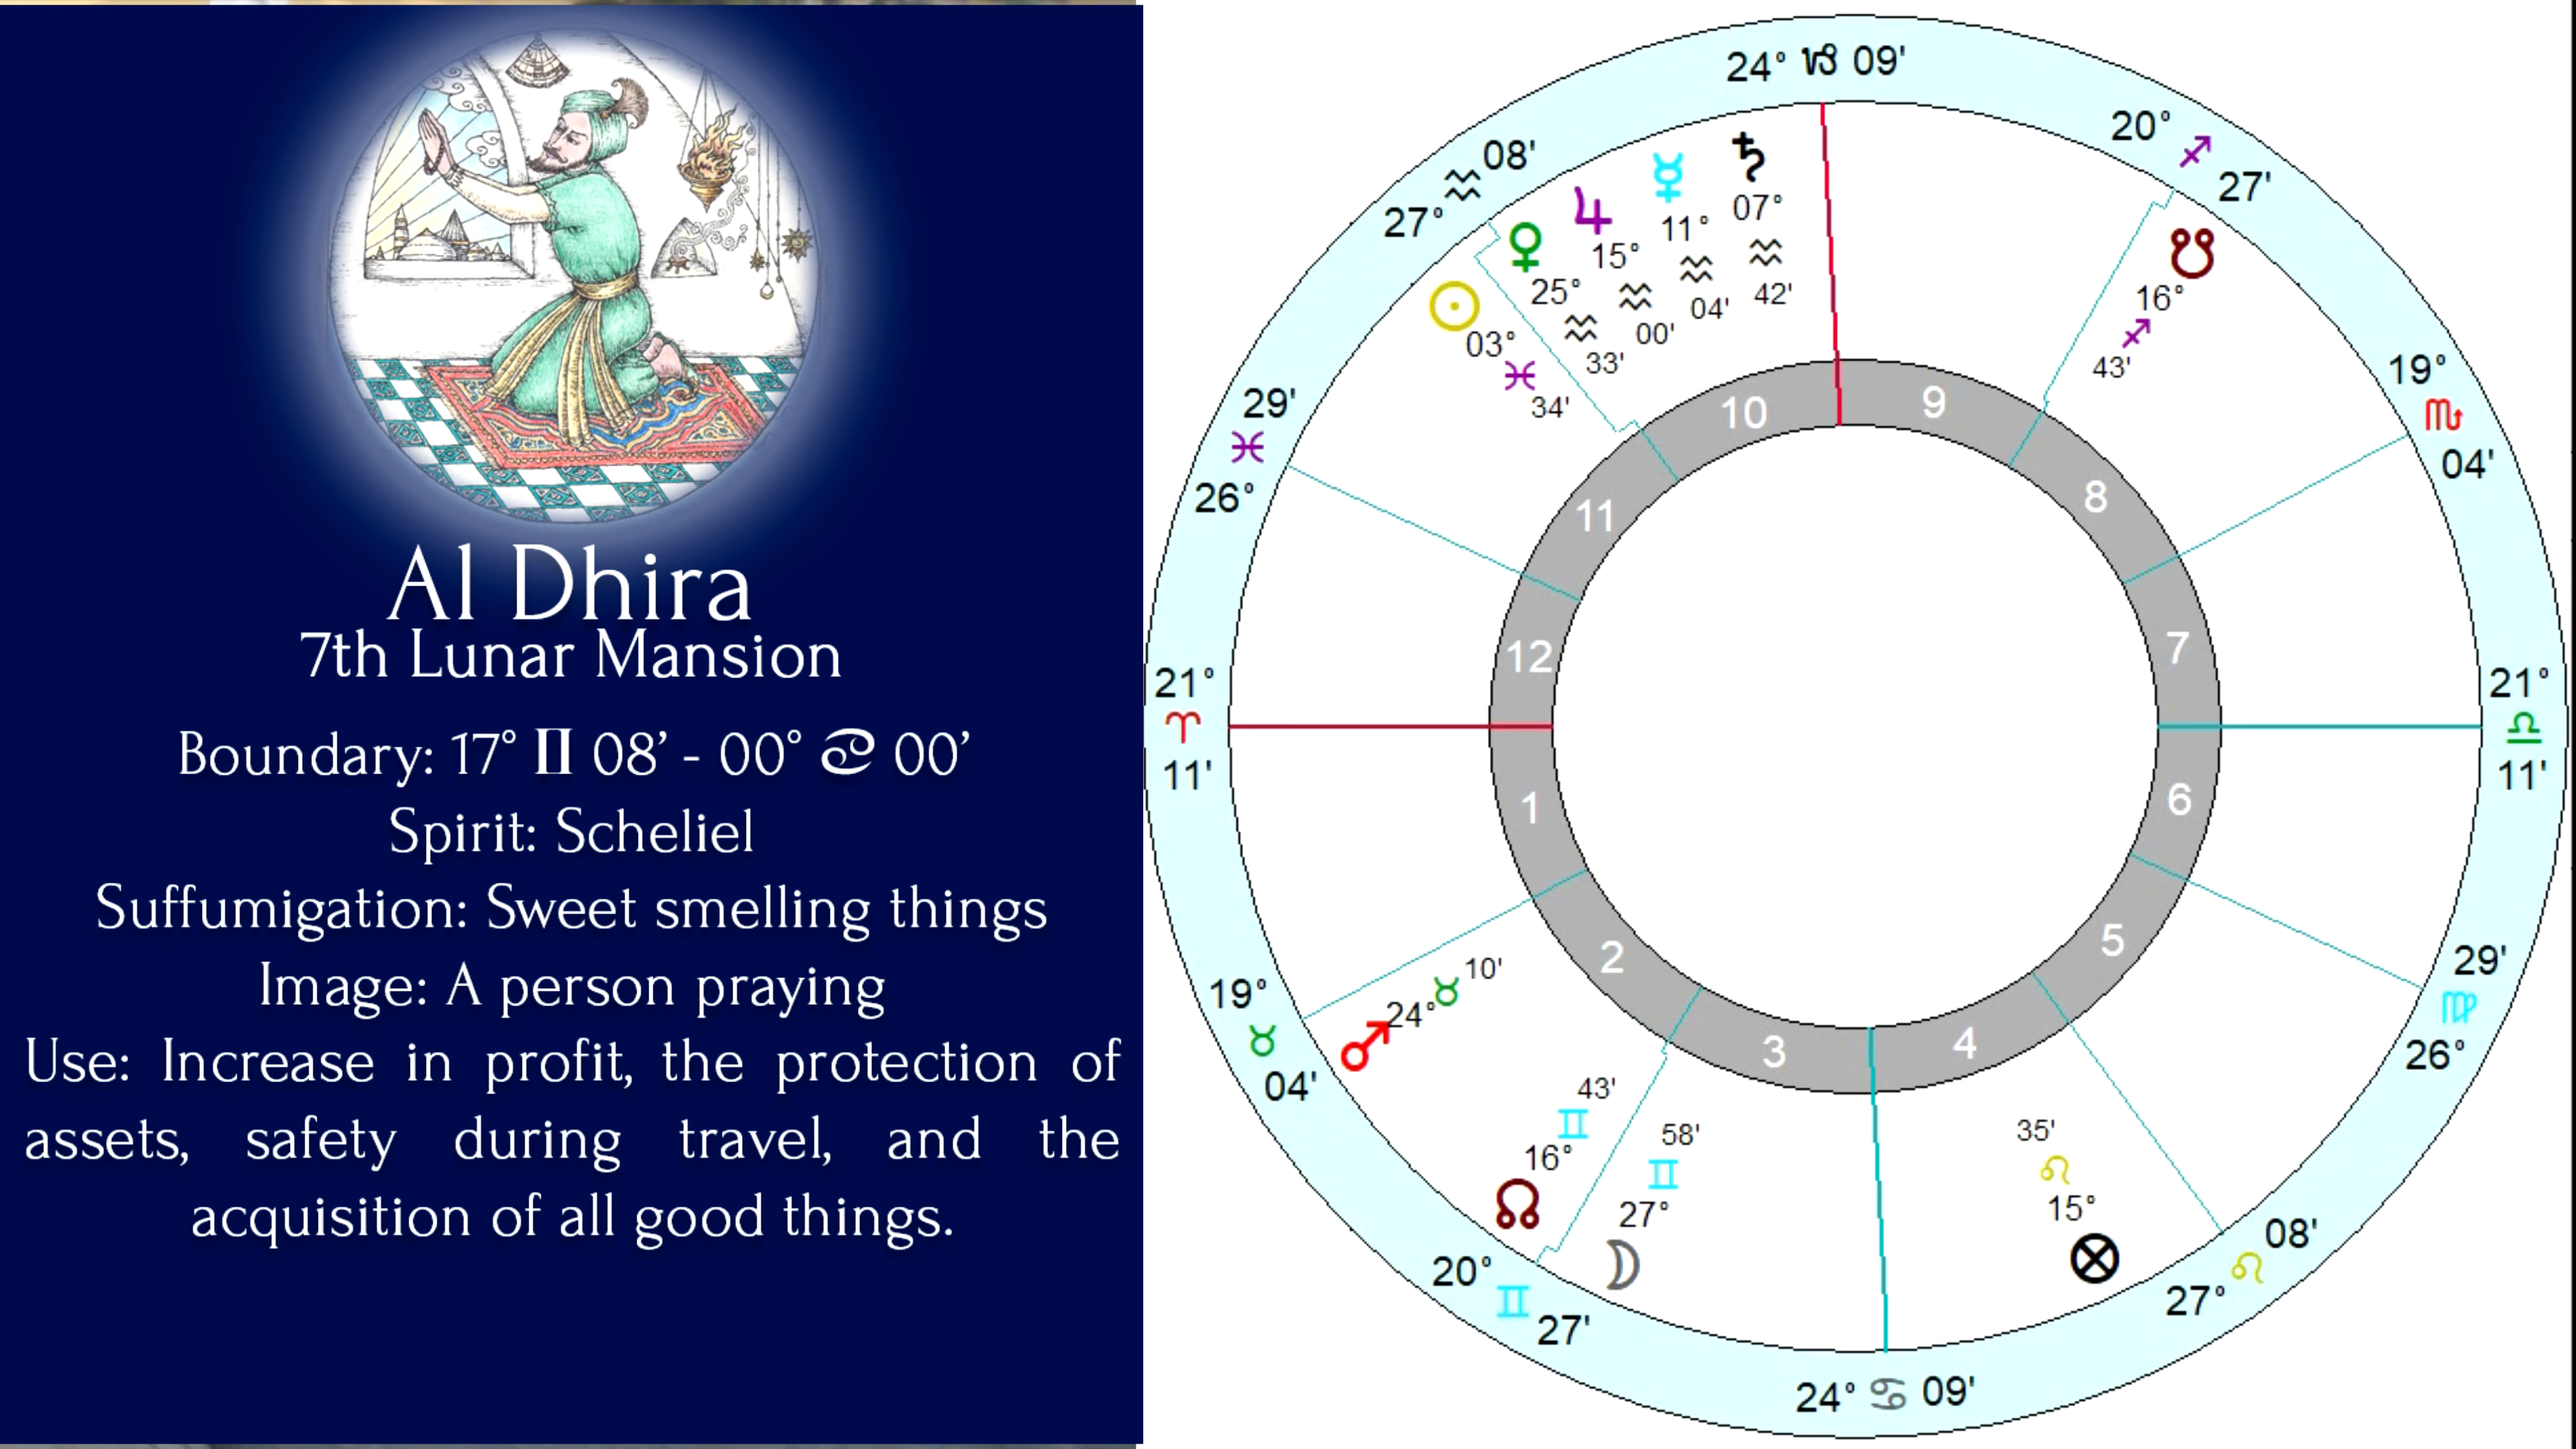 Al Dhira
7th Lunar Mansion
Boundary: 17° ♊ 08’ - 00° ♋ 00’
Spirit: Scheliel
Suffumigation: Sweet smelling things
Image: A person praying
Use: Increase in profit, the protection of
assets, safety during travel, and the
acquisition of all good things.
24° ♑ 09'
20° ♐ 27'
19° ♏ 04'
21° ♎ 11'
29' ♍ 26°
08' ♌ 27°
24° ♋ 09'
20° ♊ 27'
19° ♉ 04'
21° ♈ 11'
29' ♓ 26°
27° ♒ 08'
♄ 07° ♒ 42'
☿ 11° ♒ 04'
♃ 15° ♒ 00'
♀ 25° ♒ 33'
☉ 03° ♓ 34'
☋ 16° ♐ 43'
♂ 24° ♉ 10'
☊ 16° ♊ 43'
☽ 27° ♊ 58'
⊗ 15° ♌ 35'
1
2
3
4
5
6
7
8
9
10
11
12